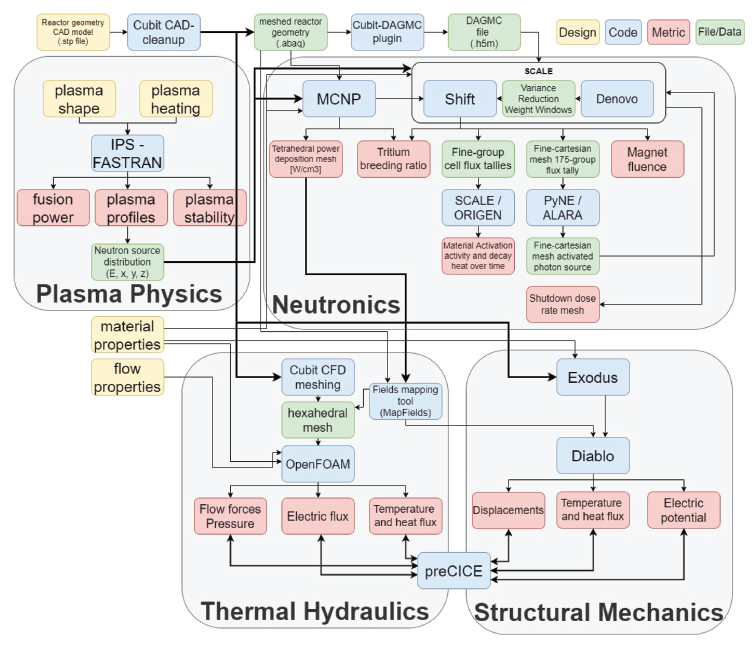 Reactor geometry
CAD model
(.stp file)
Cubit CAD-
cleanup
meshed reactor
geometry
(.abaq)
Cubit-DAGMC
plugin
DAGMC
file
(.h5m)
Design
Code
Metric
File/Data
plasma
shape
plasma
heating
IPS -
FASTRAN
fusion
power
plasma
profiles
plasma
stability
Neutron source
distribution
(E, x, y, z)
Plasma Physics
SCALE
MCNP
Shift
Variance
Reduction
Weight Windows
Denovo
Tetrahedral power
deposition mesh
[W/cm3]
Tritium
breeding ratio
Fine-group
cell flux tallies
Fine-cartesian
mesh 175-group
flux tally
Magnet
fluence
SCALE /
ORIGEN
PyNE /
ALARA
Material Activation
activity and decay
heat over time
Fine-cartesian
mesh activated
photon source
Shutdown dose
rate mesh
Neutronics
material
properties
flow
properties
Cubit CFD
meshing
hexahedral
mesh
Fields mapping
tool
(MapFields)
OpenFOAM
Flow forces
Pressure
Electric flux
Temperature
and heat flux
Thermal Hydraulics
preCICE
Exodus
Diablo
Displacements
Temperature
and heat flux
Electric
potential
Structural Mechanics